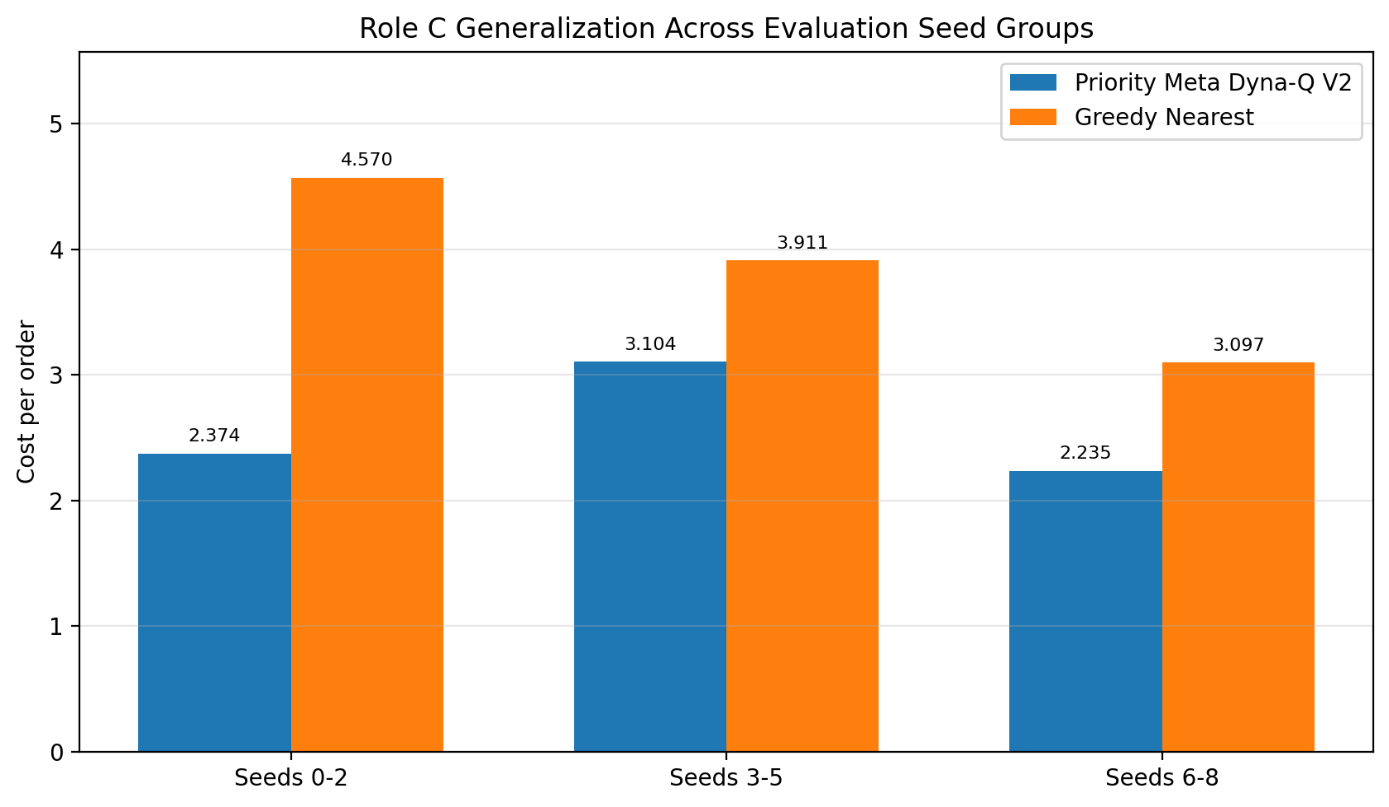 Role C Generalization Across Evaluation Seed Groups
Priority Meta Dyna-Q V2
Greedy Nearest
Cost per order
5
4
3
2
1
0
4.570
3.911
3.104
3.097
2.374
2.235
Seeds 0-2
Seeds 3-5
Seeds 6-8